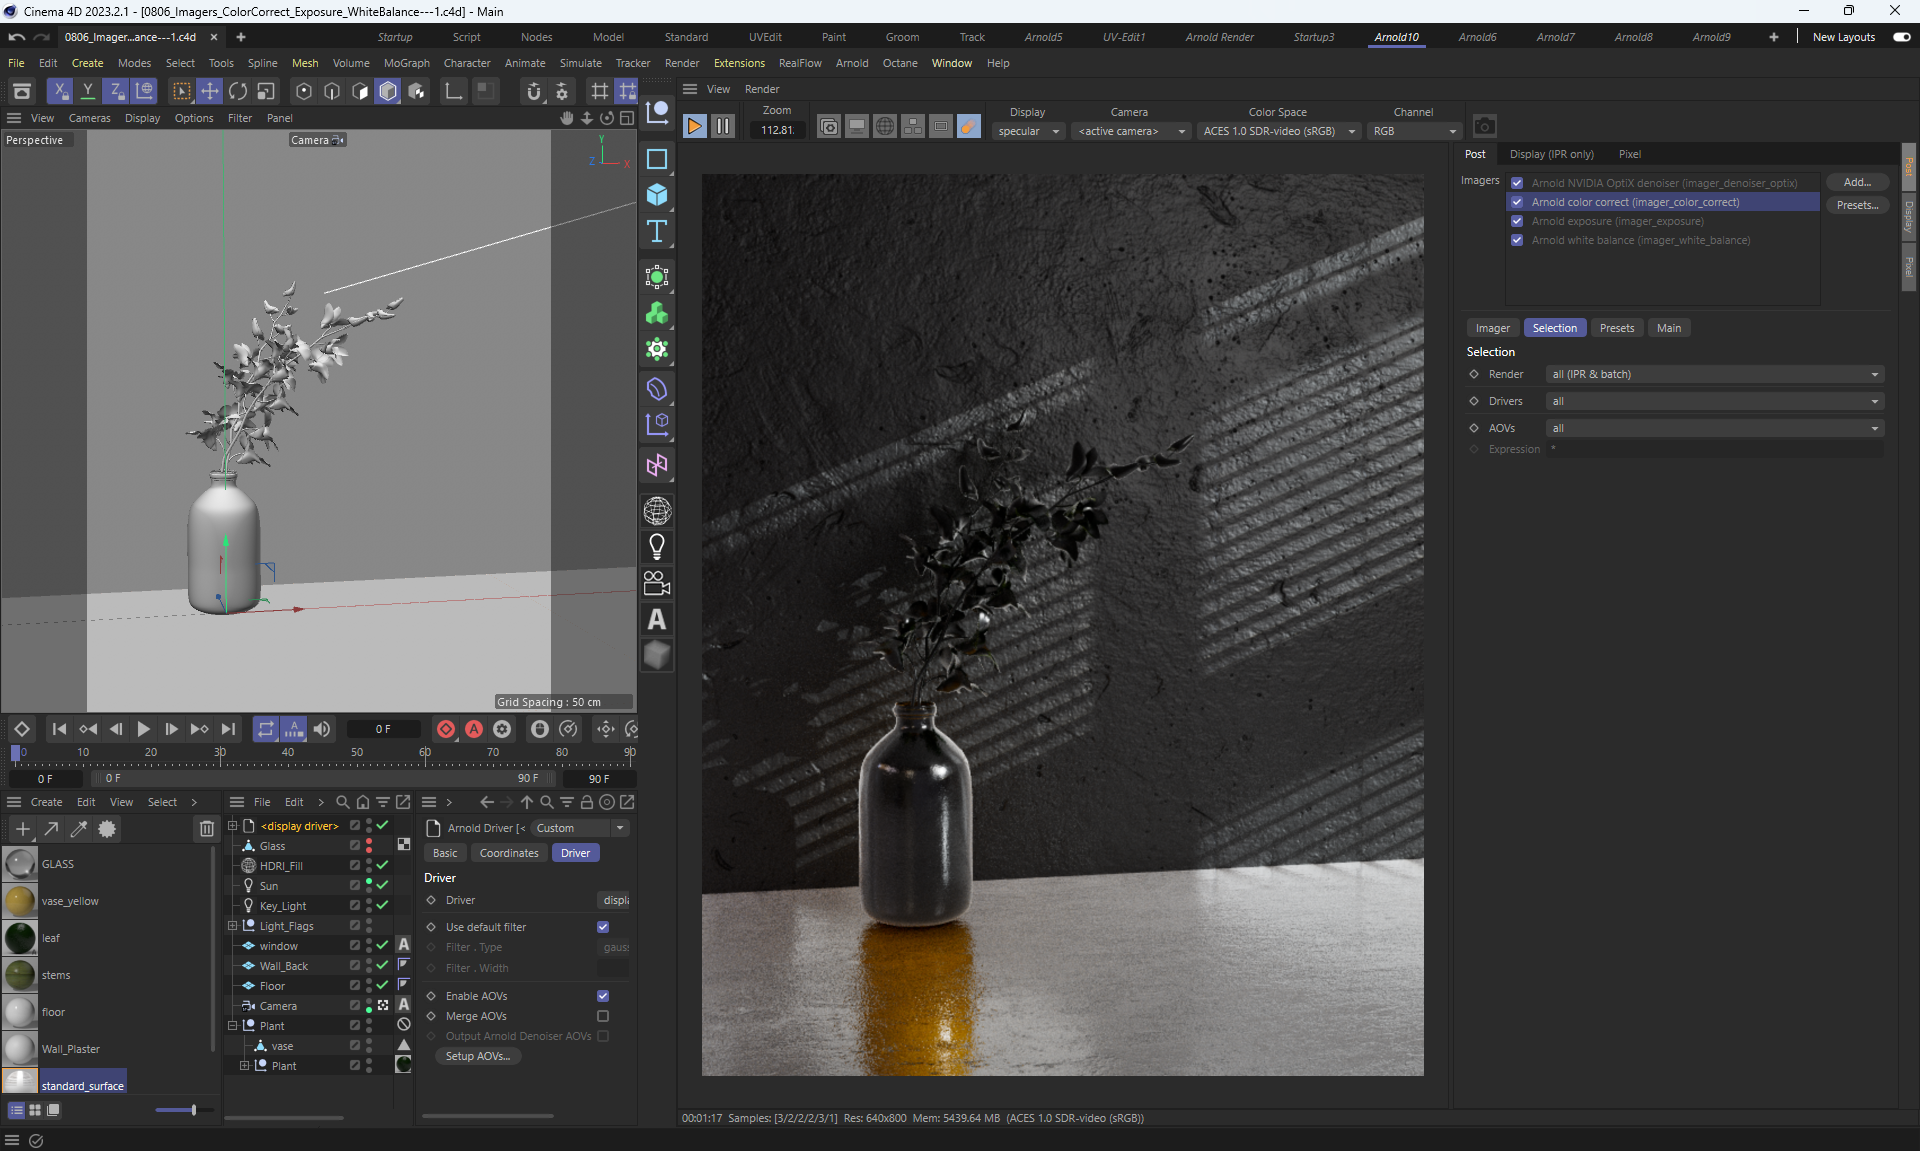 Cinema 4D 2023.2.1 - [0806_Imagers_ColorCorrect_Exposure_WhiteBalance---1.c4d] - Main
0806_Imager...ance---1.c4d × + Startup Script Nodes Model Standard UVEdit Paint Groom Track Arnold5 UV-Edit1 Arnold Render Startup3 Arnold10 Arnold6 Arnold7 Arnold8 Arnold9 + New Layouts
File Edit Create Modes Select Tools Spline Mesh Volume MoGraph Character Animate Simulate Tracker Render Extensions RealFlow Arnold Octane Window Help
X Y Z
View Cameras Display Options Filter Panel
Perspective
Camera
Y
Z X
Grid Spacing : 50 cm
T
A
View Render
Zoom
112.81
Display
specular
Camera
<active camera>
Color Space
ACES 1.0 SDR-video (sRGB)
Channel
RGB
Post Display (IPR only) Pixel
Imagers
Arnold NVIDIA OptiX denoiser (imager_denoiser_optix)
Arnold color correct (imager_color_correct)
Arnold exposure (imager_exposure)
Arnold white balance (imager_white_balance)
Add...
Presets...
Post
Display
Pixel
Imager Selection Presets Main
Selection
Render all (IPR & batch)
Drivers all
AOVs all
Expression *
0 F
A
A
0 10 20 30 40 50 60 70 80 90
0 F 0 F 90 F 90 F
Create Edit View Select >
GLASS
vase_yellow
leaf
stems
floor
Wall_Plaster
standard_surface
File Edit >
<display driver>
Glass
HDRI_Fill
Sun
Key_Light
Light_Flags
window A
Wall_Back
Floor
Camera A
Plant
vase
Plant
Arnold Driver [< Custom
Basic Coordinates Driver
Driver
Driver displa
Use default filter
Filter . Type gauss
Filter . Width
Enable AOVs
Merge AOVs
Output Arnold Denoiser AOVs
Setup AOVs...
00:01:17 Samples: [3/2/2/2/3/1] Res: 640x800 Mem: 5439.64 MB (ACES 1.0 SDR-video (sRGB))